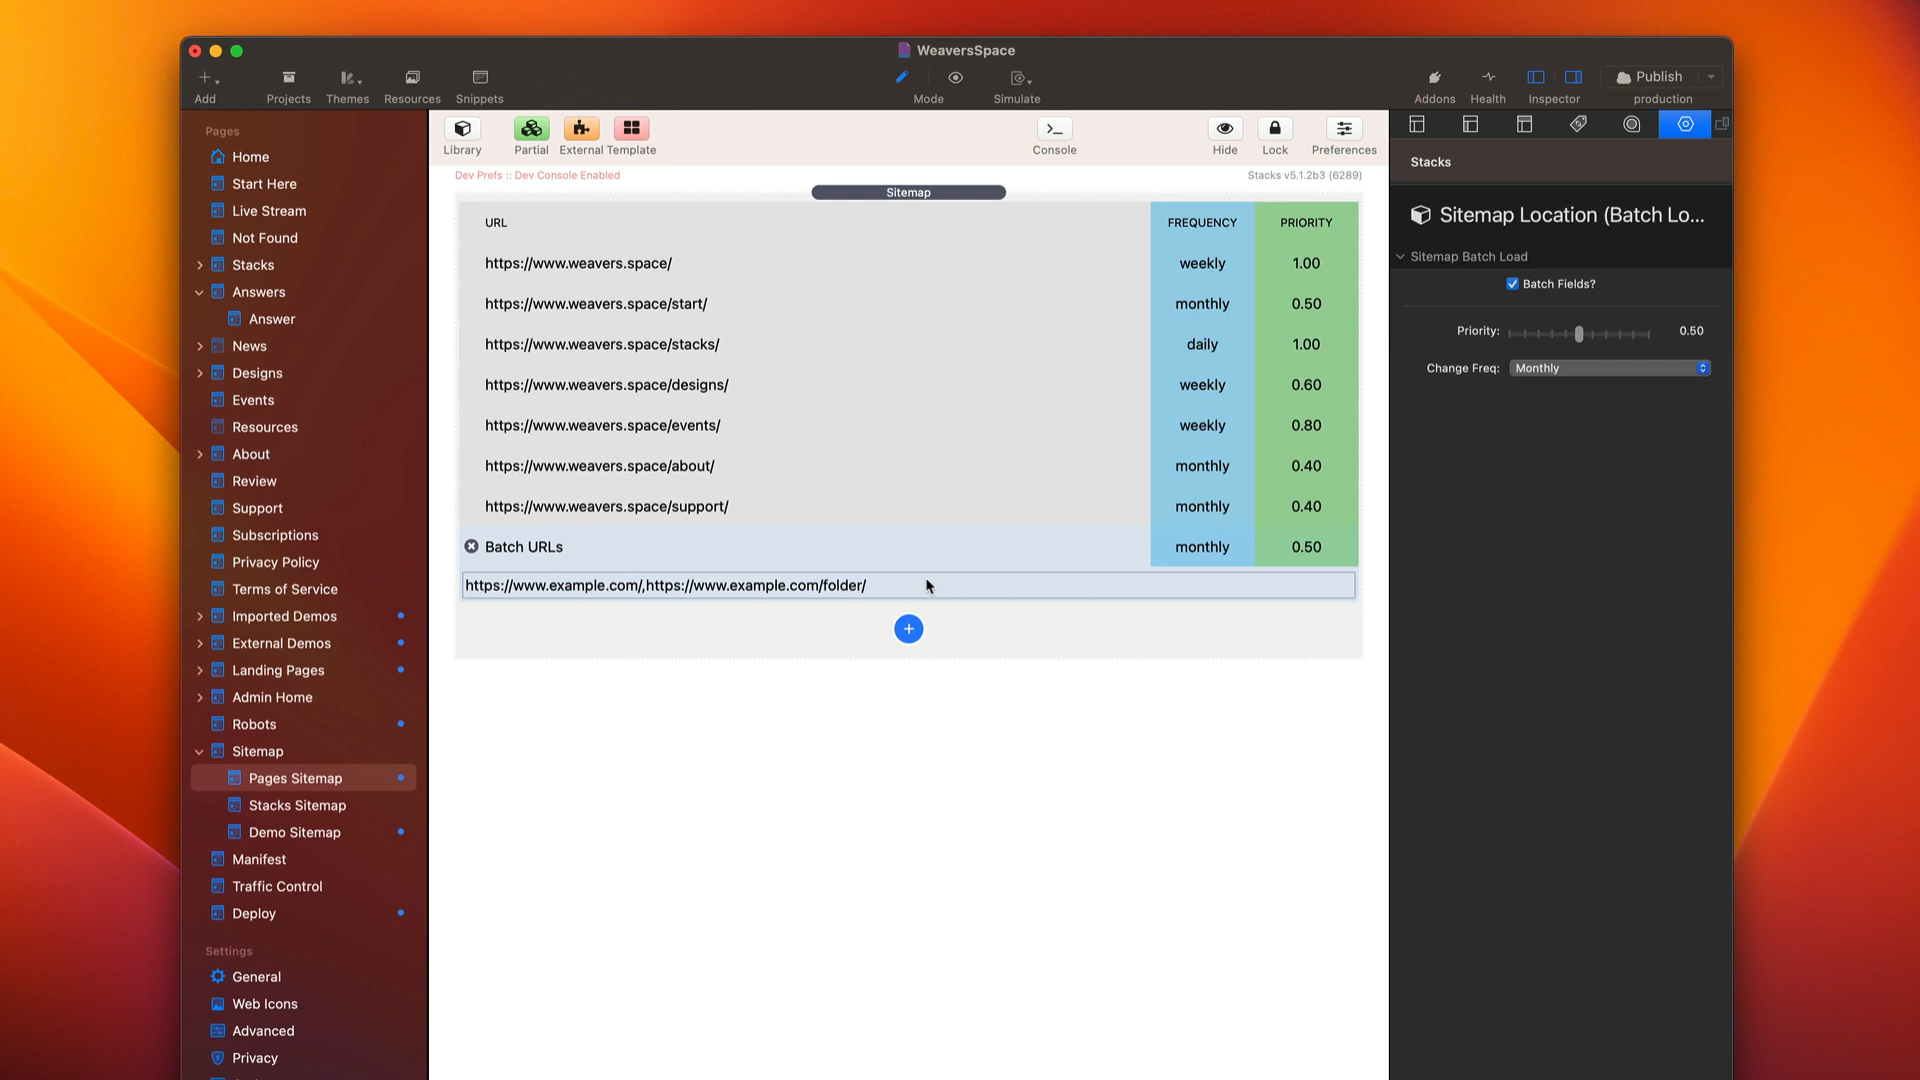 WeaversSpace
Add
Projects
Themes
Resources
Snippets
Mode
Simulate
Addons
Health
Inspector
Publish
production
Pages
Home
Start Here
Live Stream
Not Found
Stacks
Answers
Answer
News
Designs
Events
Resources
About
Review
Support
Subscriptions
Privacy Policy
Terms of Service
Imported Demos
External Demos
Landing Pages
Admin Home
Robots
Sitemap
Pages Sitemap
Stacks Sitemap
Demo Sitemap
Manifest
Traffic Control
Deploy
Settings
General
Web Icons
Advanced
Privacy
Library
Partial
External
Template
Console
Hide
Lock
Preferences
Dev Prefs :: Dev Console Enabled
Stacks v5.1.2b3 (6289)
Sitemap
URL FREQUENCY PRIORITY
https://www.weavers.space/ weekly 1.00
https://www.weavers.space/start/ monthly 0.50
https://www.weavers.space/stacks/ daily 1.00
https://www.weavers.space/designs/ weekly 0.60
https://www.weavers.space/events/ weekly 0.80
https://www.weavers.space/about/ monthly 0.40
https://www.weavers.space/support/ monthly 0.40
Batch URLs monthly 0.50
https://www.example.com/,https://www.example.com/folder/
Stacks
Sitemap Location (Batch Lo...
Sitemap Batch Load
Batch Fields?
Priority: 0.50
Change Freq: Monthly